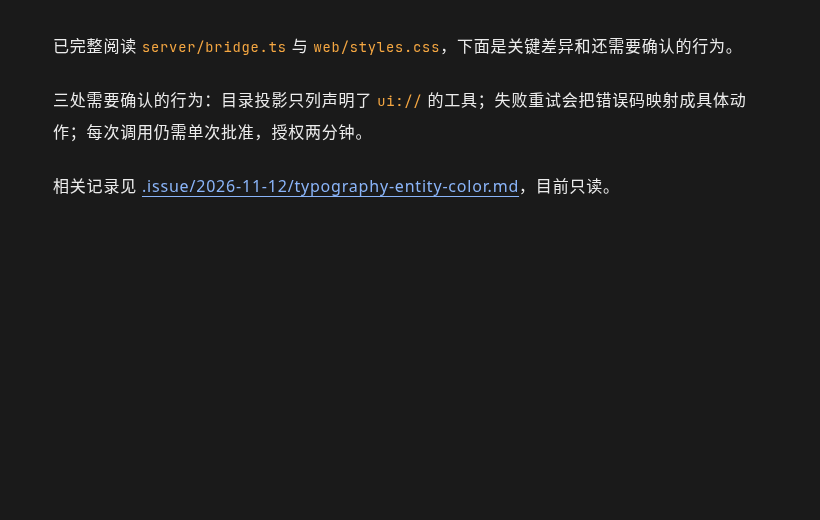 已完整阅读 server/bridge.ts 与 web/styles.css，下面是关键差异和还需要确认的行为。
三处需要确认的行为：目录投影只列声明了 ui:// 的工具；失败重试会把错误码映射成具体动
作；每次调用仍需单次批准，授权两分钟。
相关记录见 .issue/2026-11-12/typography-entity-color.md，目前只读。